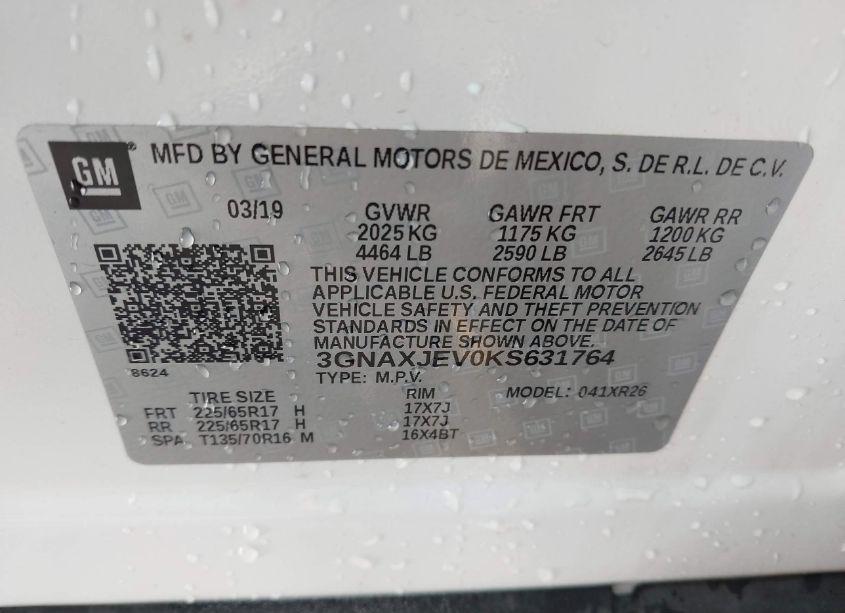 GM® MFD BY GENERAL MOTORS DE MEXICO, S. DE R.L. DE C.V.
03/19 GVWR GAWR FRT GAWR RR
2025 KG 1175 KG 1200 KG
4464 LB 2590 LB 2645 LB
THIS VEHICLE CONFORMS TO ALL
APPLICABLE U.S. FEDERAL MOTOR
VEHICLE SAFETY AND THEFT PREVENTION
STANDARDS IN EFFECT ON THE DATE OF
MANUFACTURE SHOWN ABOVE.
3GNAXJEV0KS631764
8624 TYPE: M.P.V.
TIRE SIZE RIM MODEL: 041XR26
FRT 225/65R17 H 17X7J
RR 225/65R17 H 17X7J
SPA T135/70R16 M 16X4BT